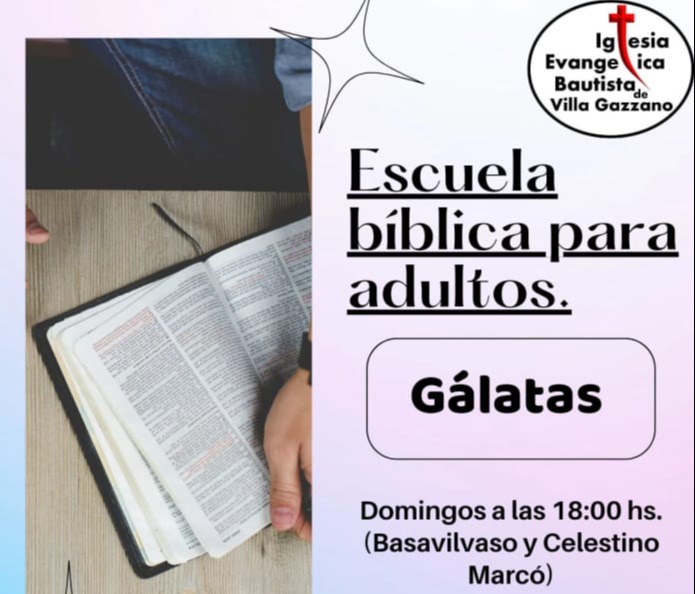 Iglesia
Evangelica
Bautista
de
Villa Gazzano
Escuela
bíblica para
adultos.
Gálatas
Domingos a las 18:00 hs.
(Basavilvaso y Celestino
Marcó)